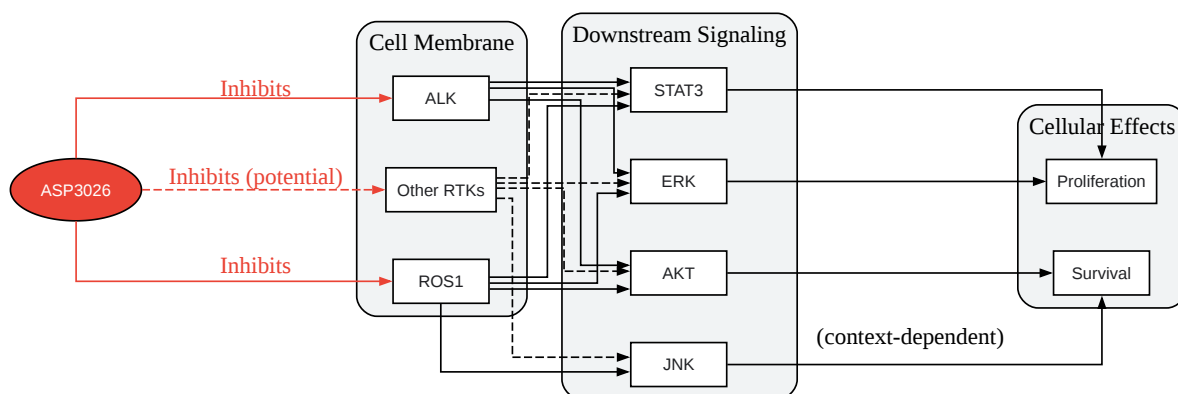 Cell Membrane
Downstream Signaling
Cellular Effects
Inhibits
Inhibits (potential)
Inhibits
ASP3026
ALK
Other RTKs
ROS1
STAT3
ERK
AKT
JNK
(context-dependent)
Proliferation
Survival